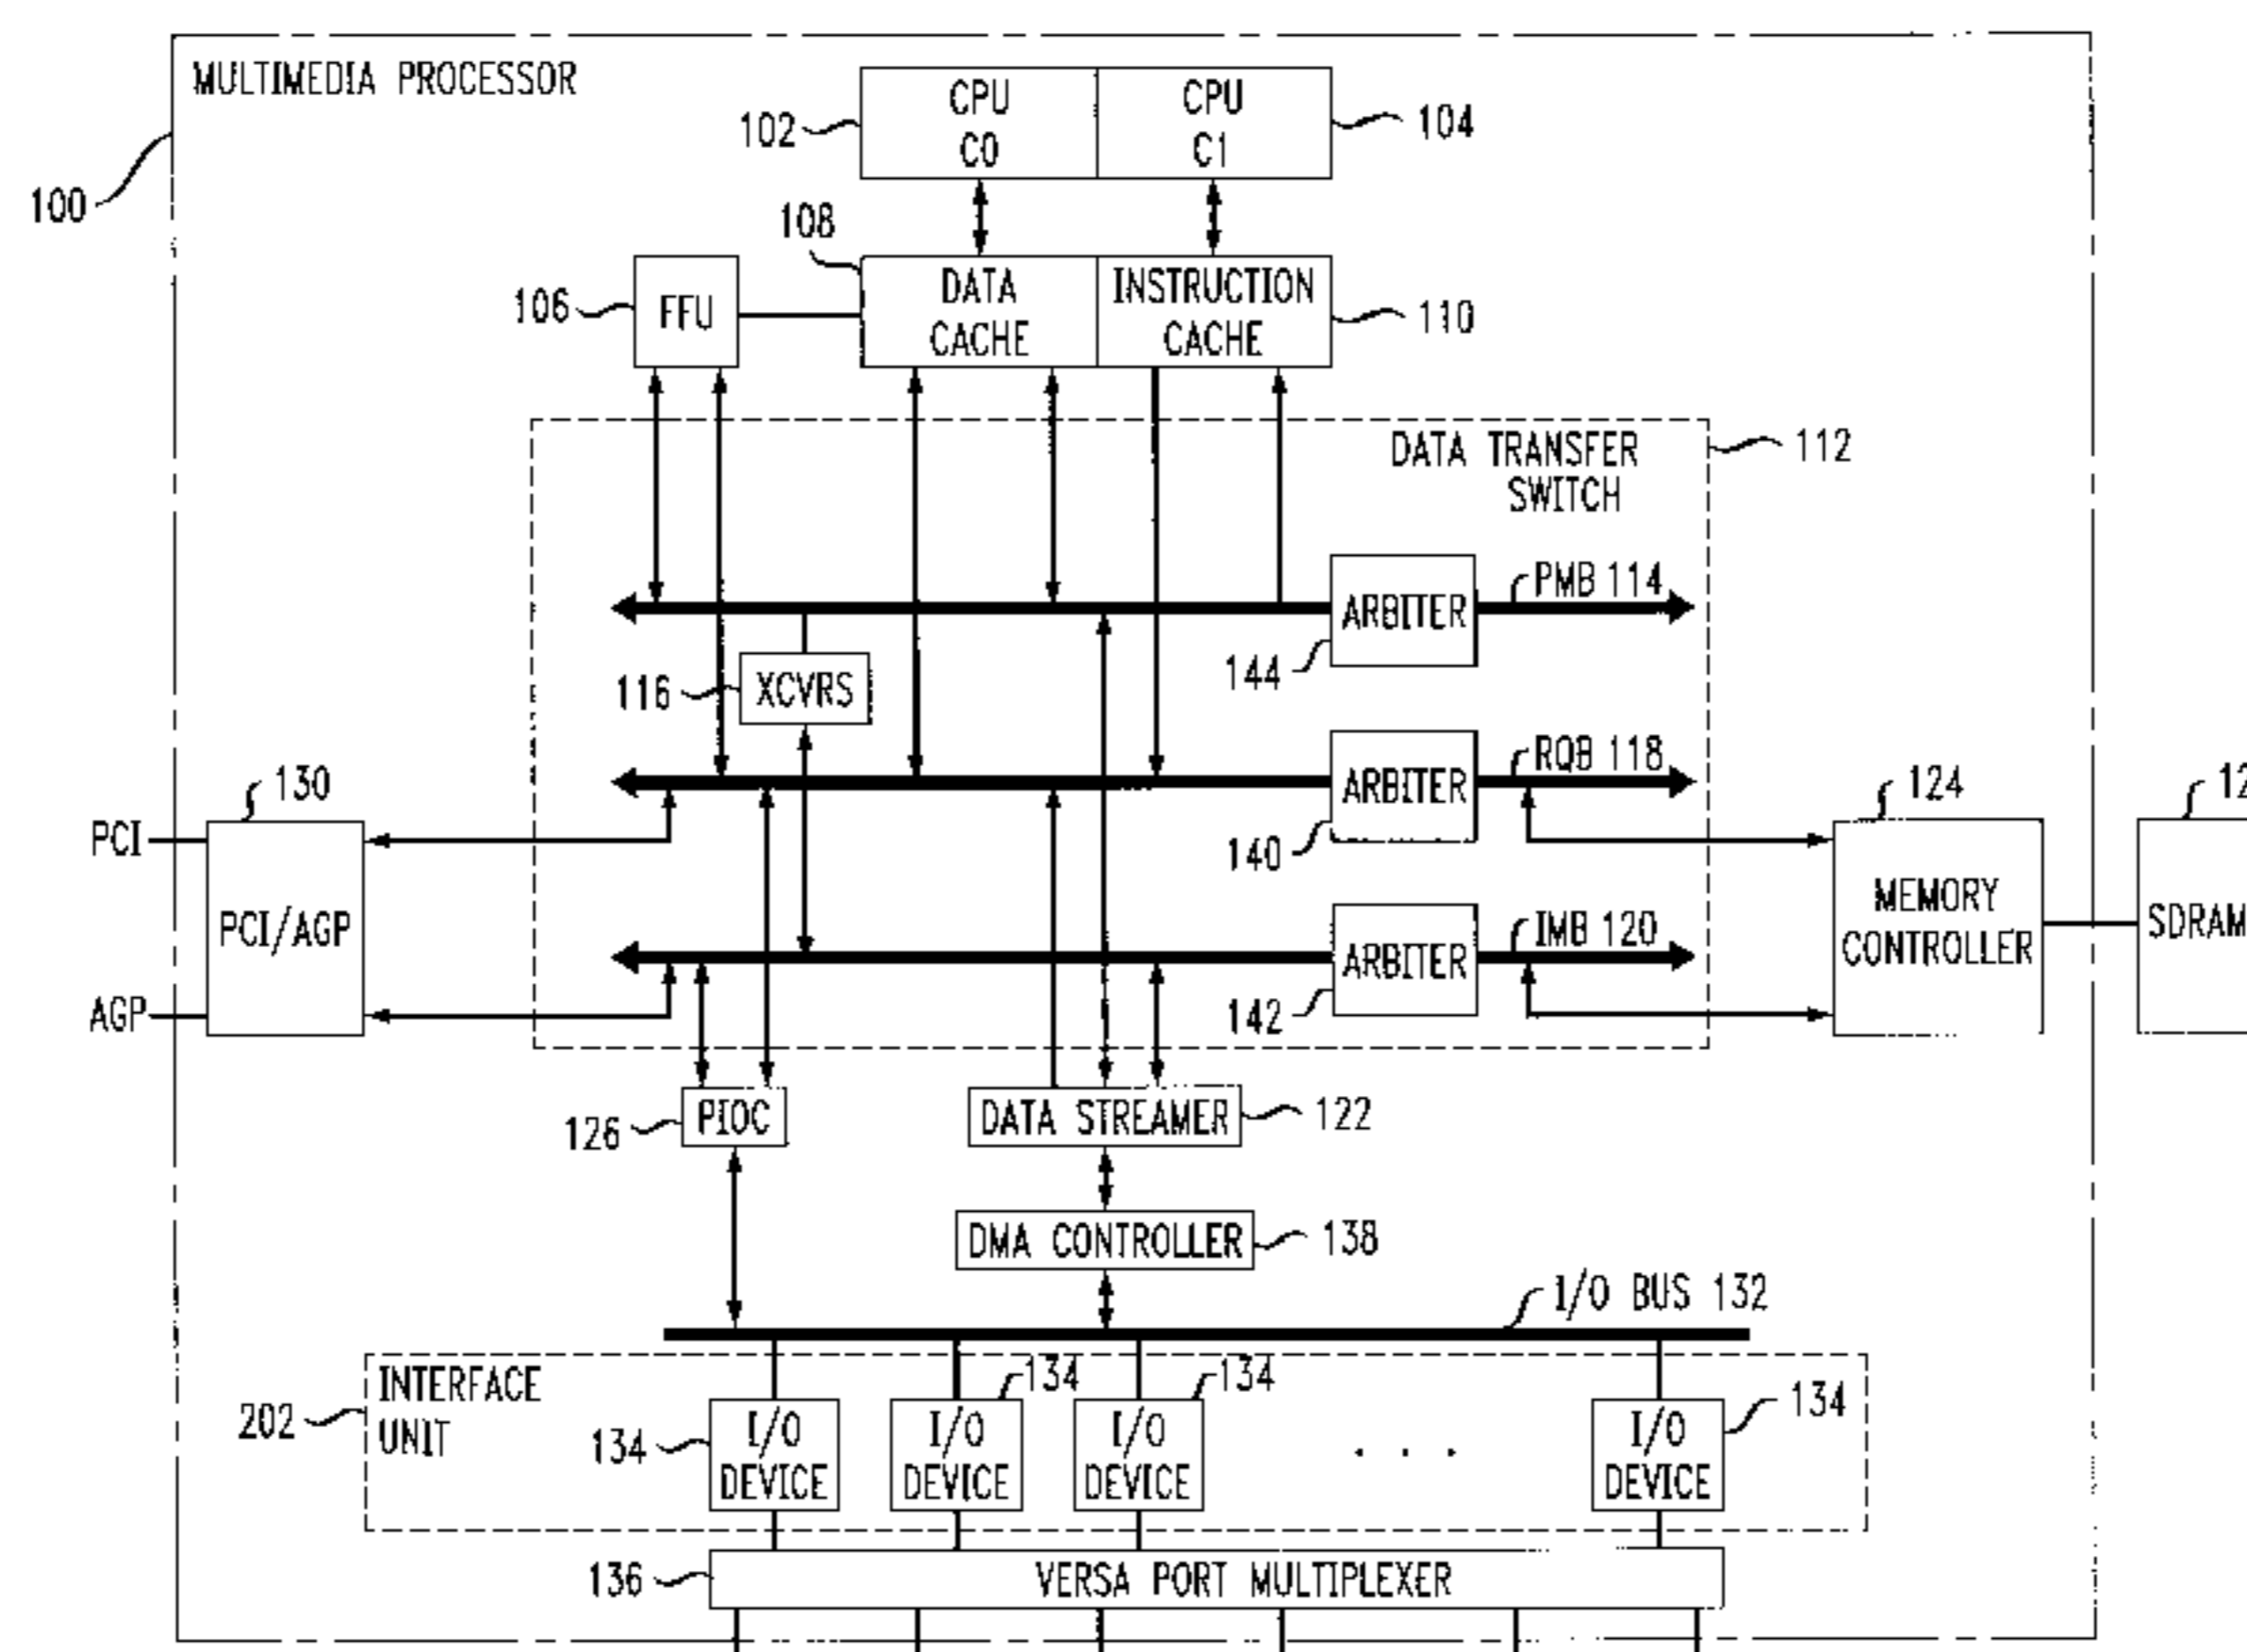 MULTIMEDIA PROCESSOR
100
CPU
C0
CPU
C1
102
104
108
106
FFU
DATA
CACHE
INSTRUCTION
CACHE
110
DATA TRANSFER
SWITCH
112
ARBITER
PMB 114
144
116
XCVRS
ARBITER
RQB 118
140
130
PCI
PCI/AGP
AGP
124
MEMORY
CONTROLLER
SDRAM
ARBITER
IMB 120
142
126
PIOC
DATA STREAMER
122
DMA CONTROLLER
138
I/O BUS 132
INTERFACE
UNIT
202
134
I/O
DEVICE
134
I/O
DEVICE
134
I/O
DEVICE
. . .
134
I/O
DEVICE
136
VERSA PORT MULTIPLEXER